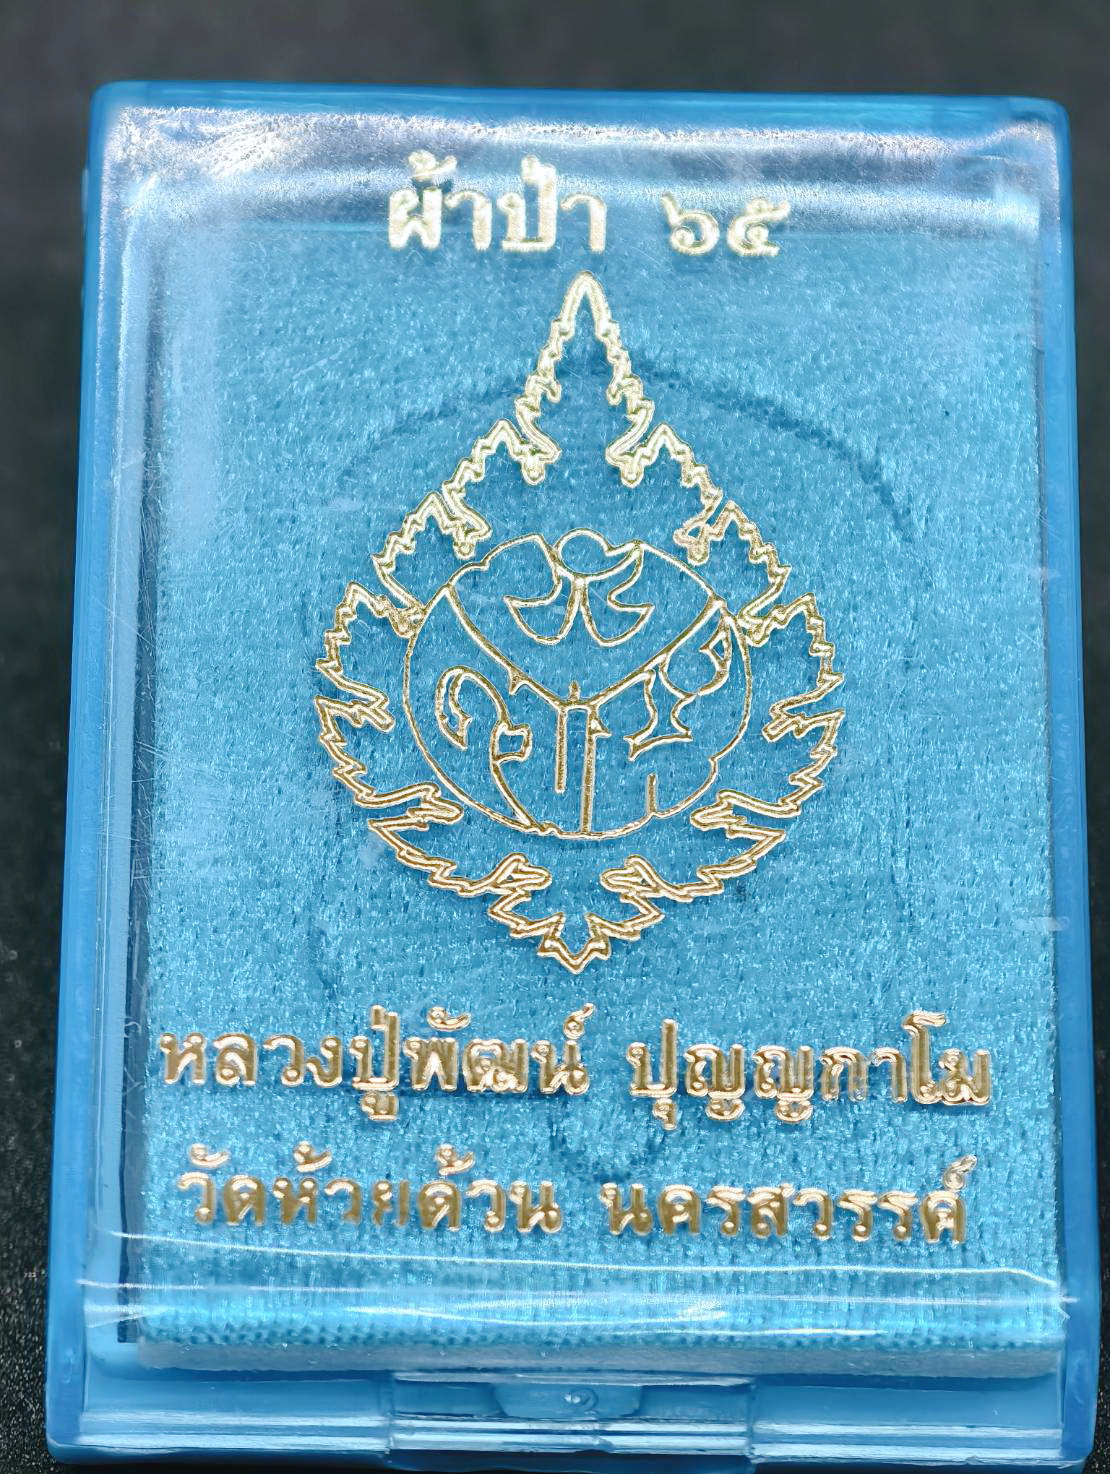 ผ้าป่า ๖๕
หลวงปู่พัฒน์ ปุญญกาโม
วัดห้วยด้วน นครสวรรค์